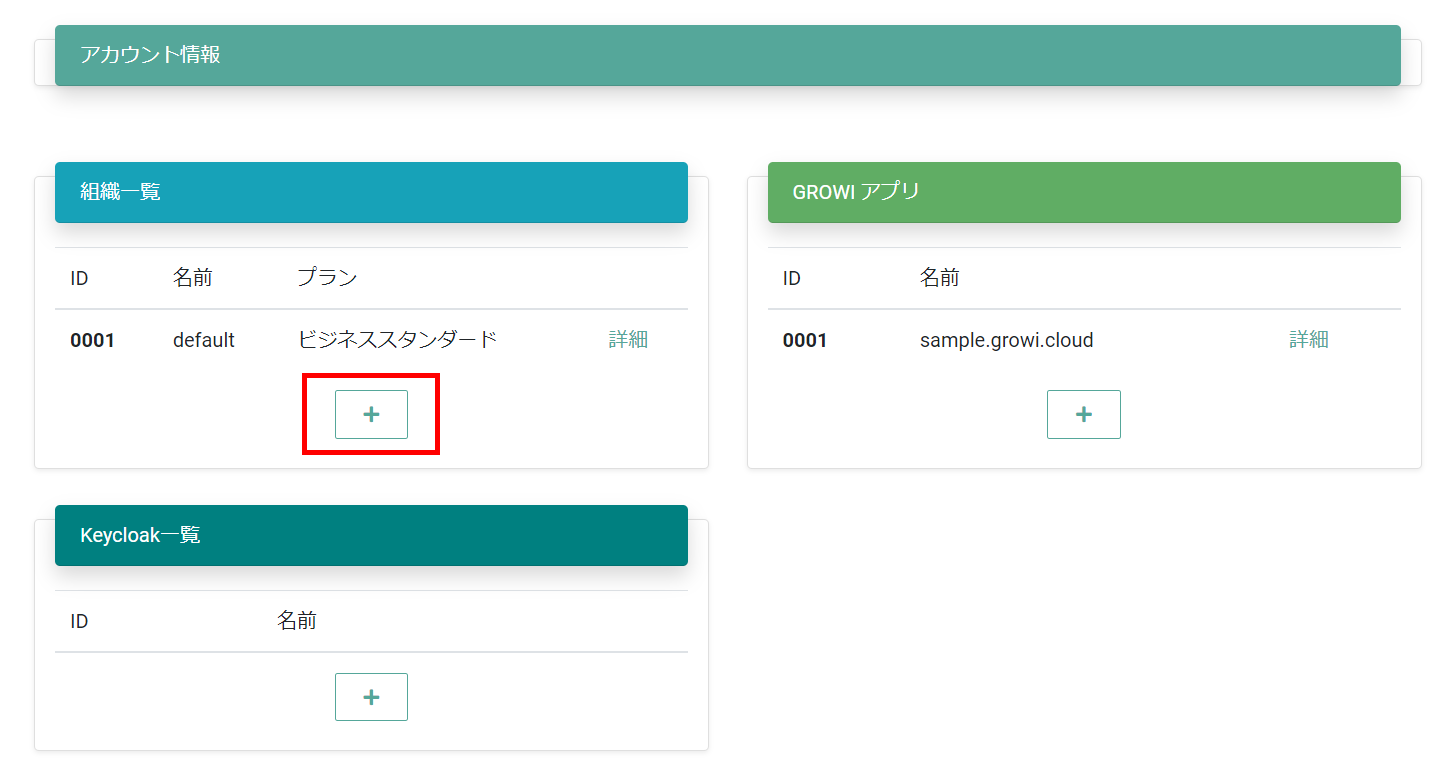 アカウント情報
組織一覧
ID 名前 プラン
0001 default ビジネススタンダード 詳細
+
GROWI アプリ
ID 名前
0001 sample.growi.cloud 詳細
+
Keycloak一覧
ID 名前
+